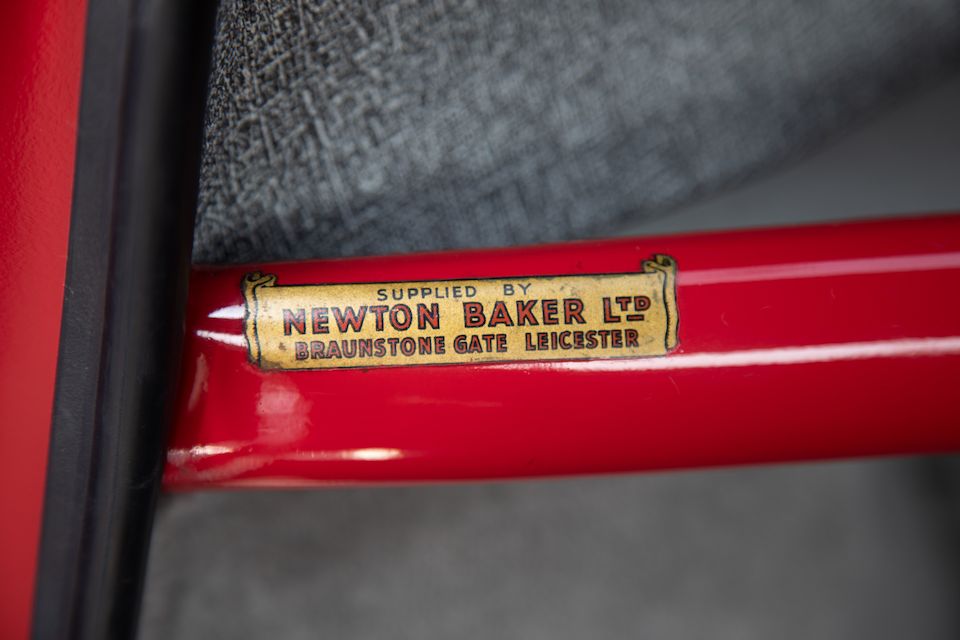 SUPPLIED BY
NEWTON BAKER LTD
BRAUNSTONE GATE LEICESTER